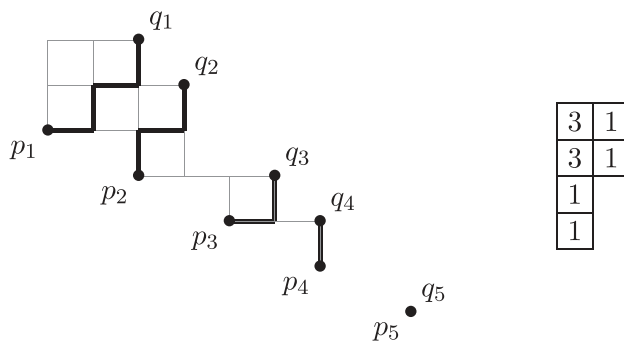 q₁
q₂
p₁
p₂
q₃
q₄
p₃
p₄
q₅
p₅
3 1
3 1
1
1